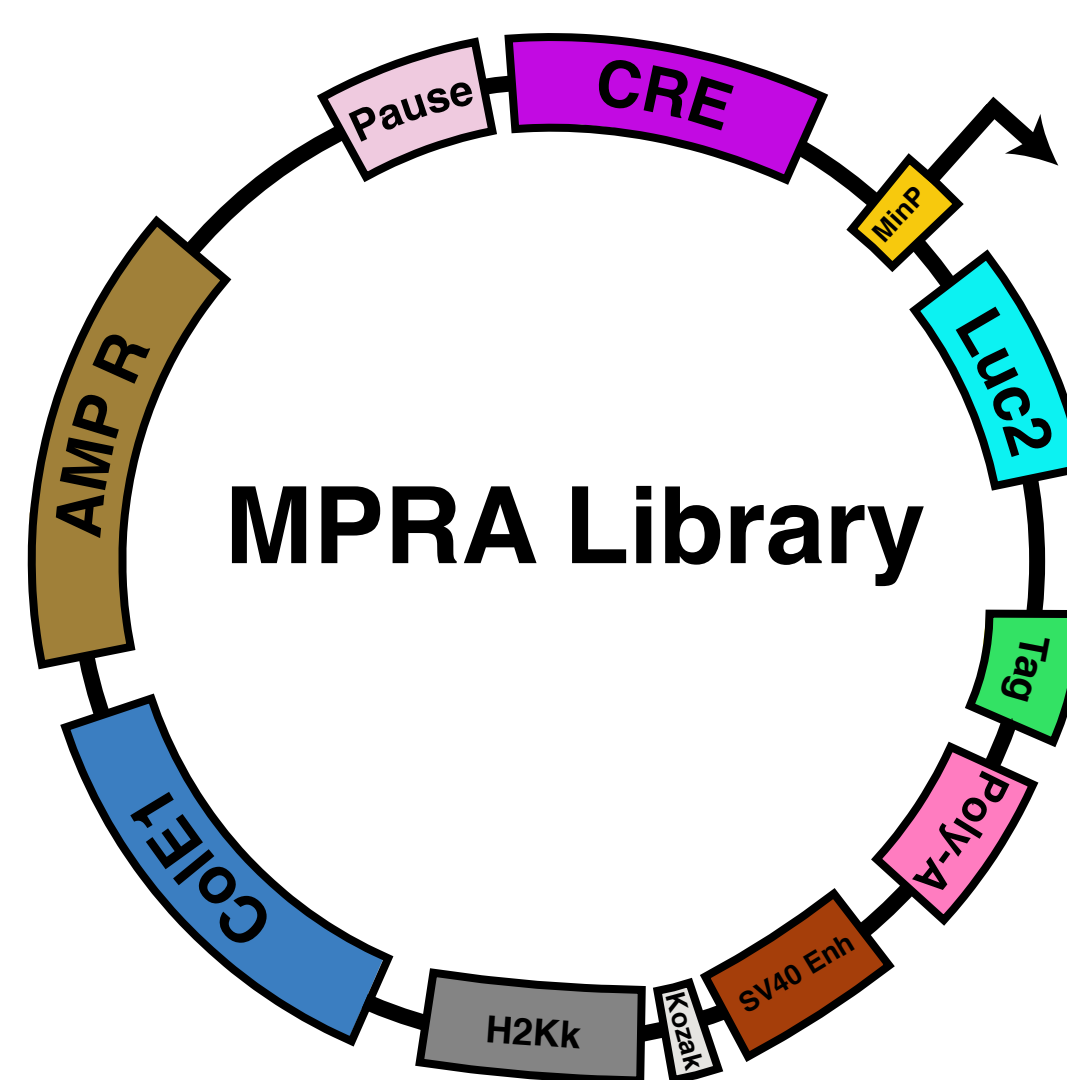 Pause
CRE
MinP
Luc2
Tag
Poly-A
SV40 Enh
Kozak
H2Kk
ColE1
AMP R
MPRA Library